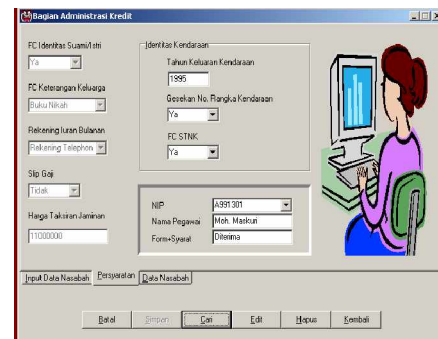 Bagian Administrasi Kredit
FC Identitas Suami/Istri
Ya
FC Keterangan Keluarga
Buku Nikah
Rekening Iuran Bulanan
Rekening Telephon
Slip Gaji
Tidak
Harga Taksiran Jaminan
11000000
Identitas Kendaraan
Tahun Keluaran Kendaraan
1995
Gesekan No. Rangka Kendaraan
Ya
FC STNK
Ya
NIP
A991301
Nama Pegawai
Moh. Maskuri
Form+Syarat
Diterima
Input Data Nasabah
Persyaratan
Data Nasabah
Batal
Simpan
Cari
Edit
Hapus
Kembali